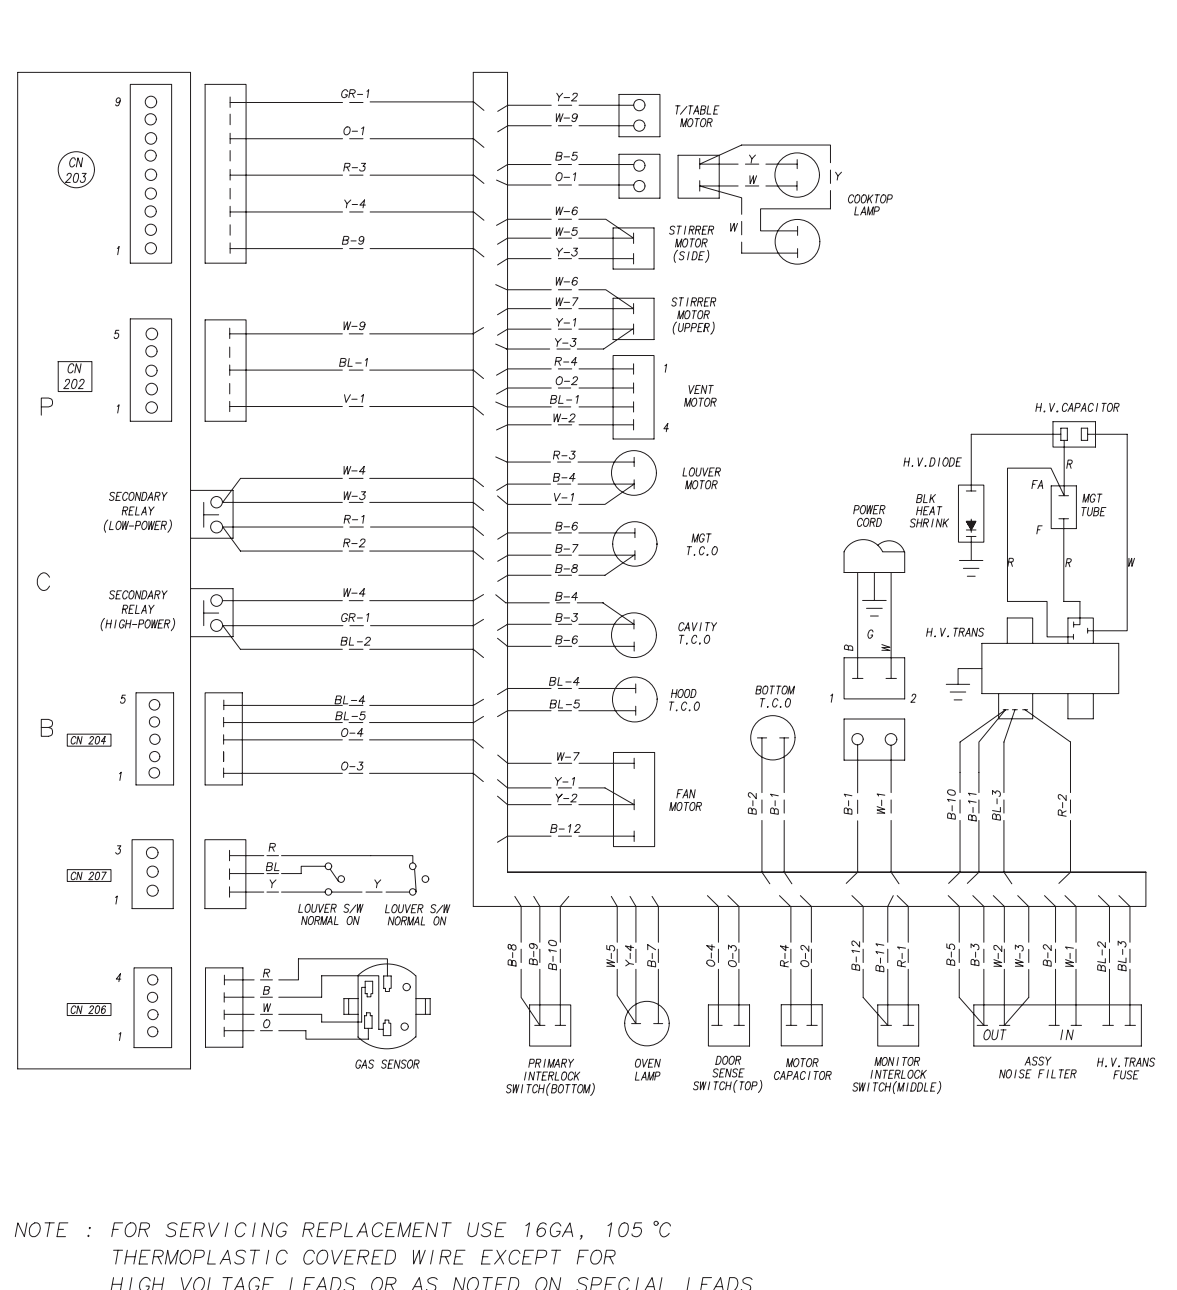 9
CN
203
1
GR-1
O-1
R-3
Y-4
B-9
5
CN
202
1
W-9
BL-1
V-1
P
SECONDARY
RELAY
(LOW-POWER)
W-4
W-3
R-1
R-2
C
SECONDARY
RELAY
(HIGH-POWER)
W-4
GR-1
BL-2
B
5
CN 204
1
BL-4
BL-5
O-4
O-3
3
CN 207
1
R
BL
Y
Y
LOUVER S/W
NORMAL ON
LOUVER S/W
NORMAL ON
4
CN 206
1
R
B
W
O
GAS SENSOR
Y-2
W-9
T/TABLE
MOTOR
B-5
O-1
Y
W
Y
W
COOKTOP
LAMP
W-6
W-5
Y-3
STIRRER
MOTOR
(SIDE)
W-6
W-7
Y-1
Y-3
STIRRER
MOTOR
(UPPER)
R-4
O-2
BL-1
W-2
1
4
VENT
MOTOR
R-3
B-4
V-1
LOUVER
MOTOR
B-6
B-7
B-8
MGT
T.C.O
B-4
B-3
B-6
CAVITY
T.C.O
BL-4
BL-5
HOOD
T.C.O
W-7
Y-1
Y-2
B-12
FAN
MOTOR
BOTTOM
T.C.O
B-2
B-1
POWER
CORD
B
G
W
1
2
B-1
W-1
H.V.CAPACITOR
H.V.DIODE
BLK
HEAT
SHRINK
R
FA
MGT
TUBE
F
R
R
W
H.V.TRANS
B-10
B-11
BL-3
R-2
B-8
B-9
B-10
PRIMARY
INTERLOCK
SWITCH(BOTTOM)
W-5
Y-4
B-7
OVEN
LAMP
O-4
O-3
DOOR
SENSE
SWITCH(TOP)
R-4
O-2
MOTOR
CAPACITOR
B-12
B-11
R-1
MONITOR
INTERLOCK
SWITCH(MIDDLE)
B-5
B-3
W-2
W-3
B-2
W-1
OUT
IN
ASSY
NOISE FILTER
BL-2
BL-3
H.V.TRANS
FUSE
NOTE : FOR SERVICING REPLACEMENT USE 16GA, 105°C
THERMOPLASTIC COVERED WIRE EXCEPT FOR
HIGH VOLTAGE LEADS OR AS NOTED ON SPECIAL LEADS